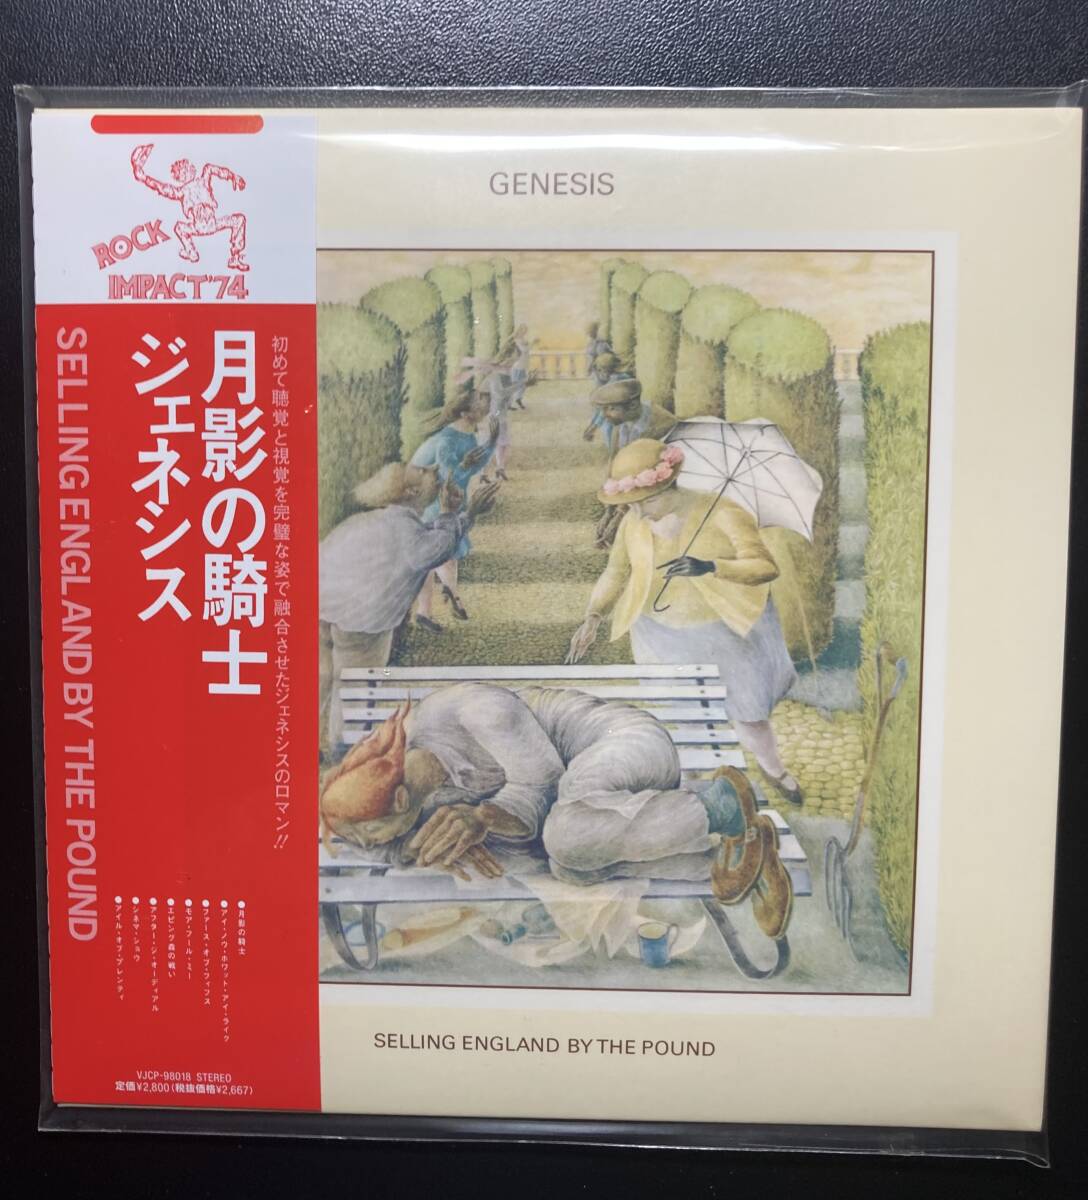 ROCK
IMPACT'74
SELLING ENGLAND BY THE POUND
月影の騎士
ジェネシス
初めて聴覚と視覚を完璧な姿で融合させたジェネシスのロマン!!
●月影の騎士
●アイ・ノウ・ホワット・アイ・ライク
●ファース・オブ・フィフス
●モア・フール・ミー
●エピング森の戦い
●アフター・ジ・オーディアル
●シネマ・ショウ
●アイル・オブ・プレンティ
VJCP-98018 STEREO
定価¥2,800(税抜価格¥2,667)
GENESIS
SELLING ENGLAND BY THE POUND